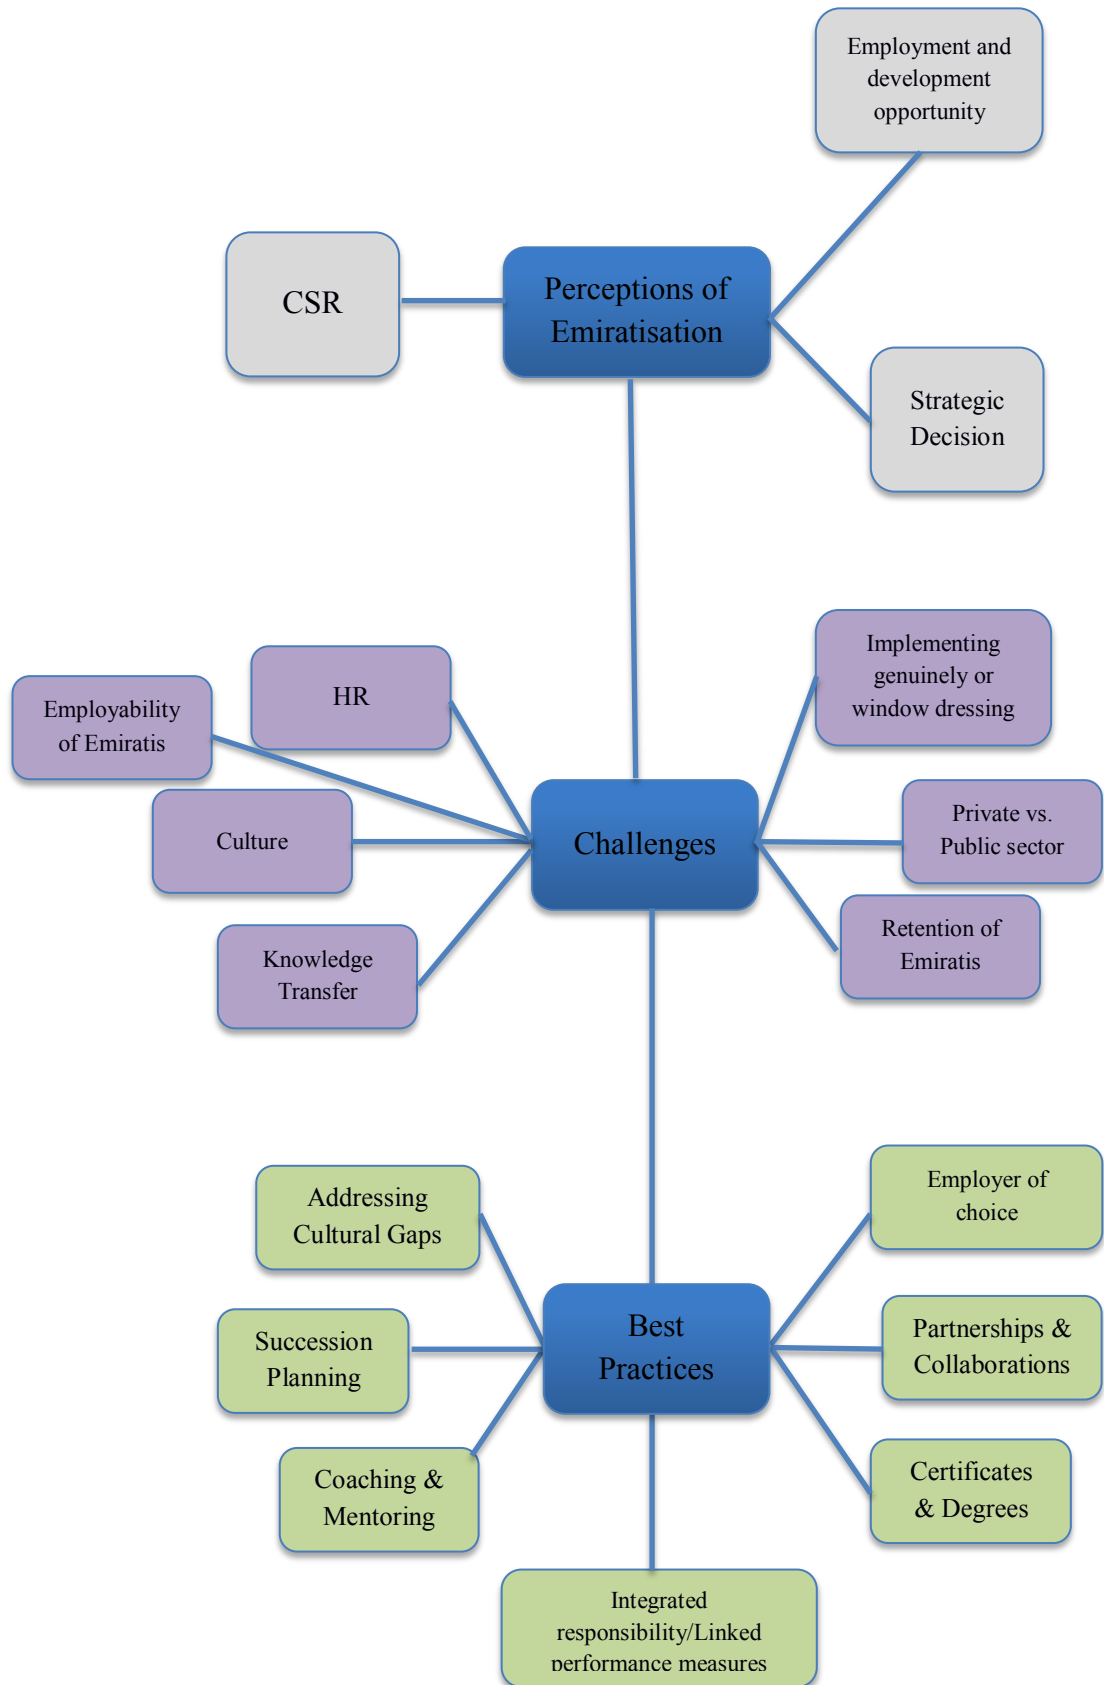 Employment and
development
opportunity
CSR
Perceptions of
Emiratisation
Strategic
Decision
Implementing
genuinely or
window dressing
HR
Employability
of Emiratis
Private vs.
Public sector
Culture
Challenges
Retention of
Emiratis
Knowledge
Transfer
Addressing
Cultural Gaps
Employer of
choice
Succession
Planning
Best
Practices
Partnerships &
Collaborations
Coaching &
Mentoring
Certificates
& Degrees
Integrated
responsibility/Linked
performance measures